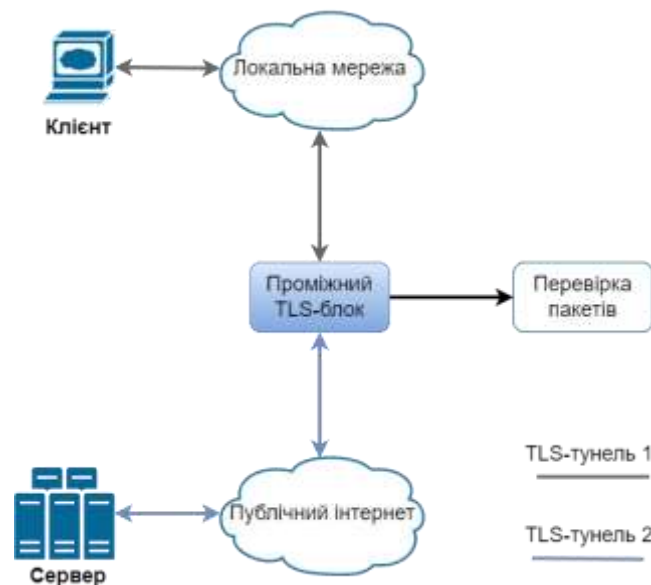 Локальна мережа
Клієнт
Проміжний
TLS-блок
Перевірка
пакетів
TLS-тунель 1
Публічний інтернет
TLS-тунель 2
Сервер